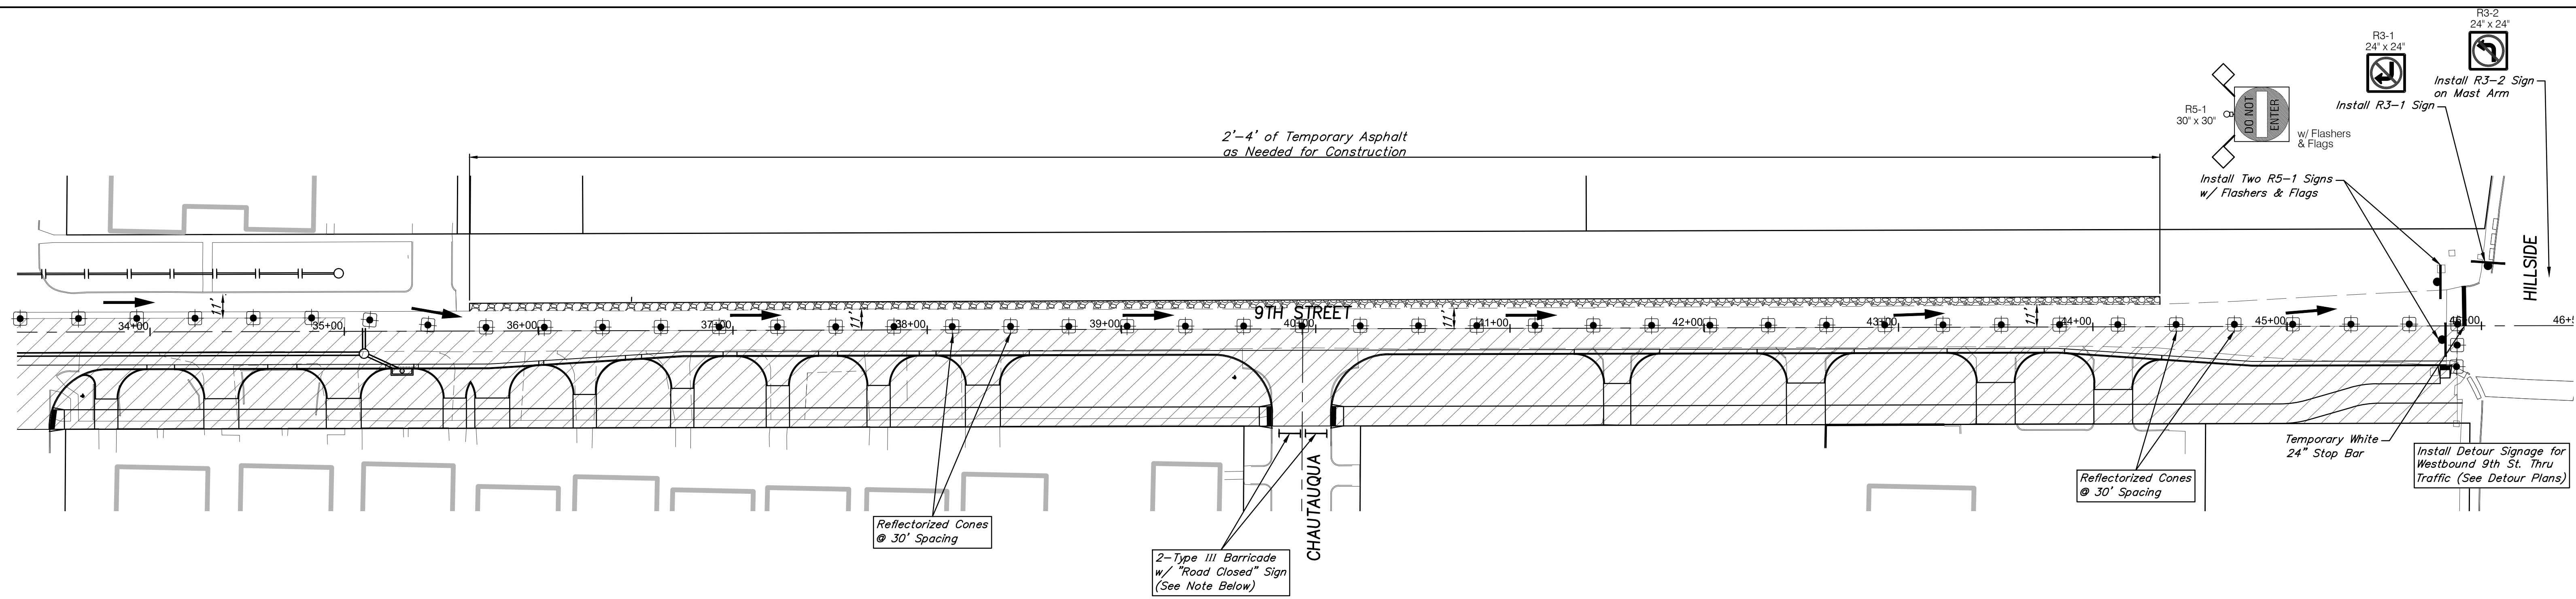 R3-2
24" x 24"
R3-1
24" x 24"
Install R3-2 Sign
on Mast Arm
Install R3-1 Sign
R5-1
30" x 30"
DO NOT
ENTER
w/ Flashers
& Flags
2'-4' of Temporary Asphalt
as Needed for Construction
Install Two R5-1 Signs
w/ Flashers & Flags
HILLSIDE
11'
11'
11'
11'
9TH STREET
34+00
35+00
36+00
37+00
38+00
39+00
40+00
41+00
42+00
43+00
44+00
45+00
46+00
Temporary White
24" Stop Bar
Install Detour Signage for
Westbound 9th St. Thru
Traffic (See Detour Plans)
Reflectorized Cones
@ 30' Spacing
CHAUTAUQUA
Reflectorized Cones
@ 30' Spacing
2-Type III Barricade
w/ "Road Closed" Sign
(See Note Below)